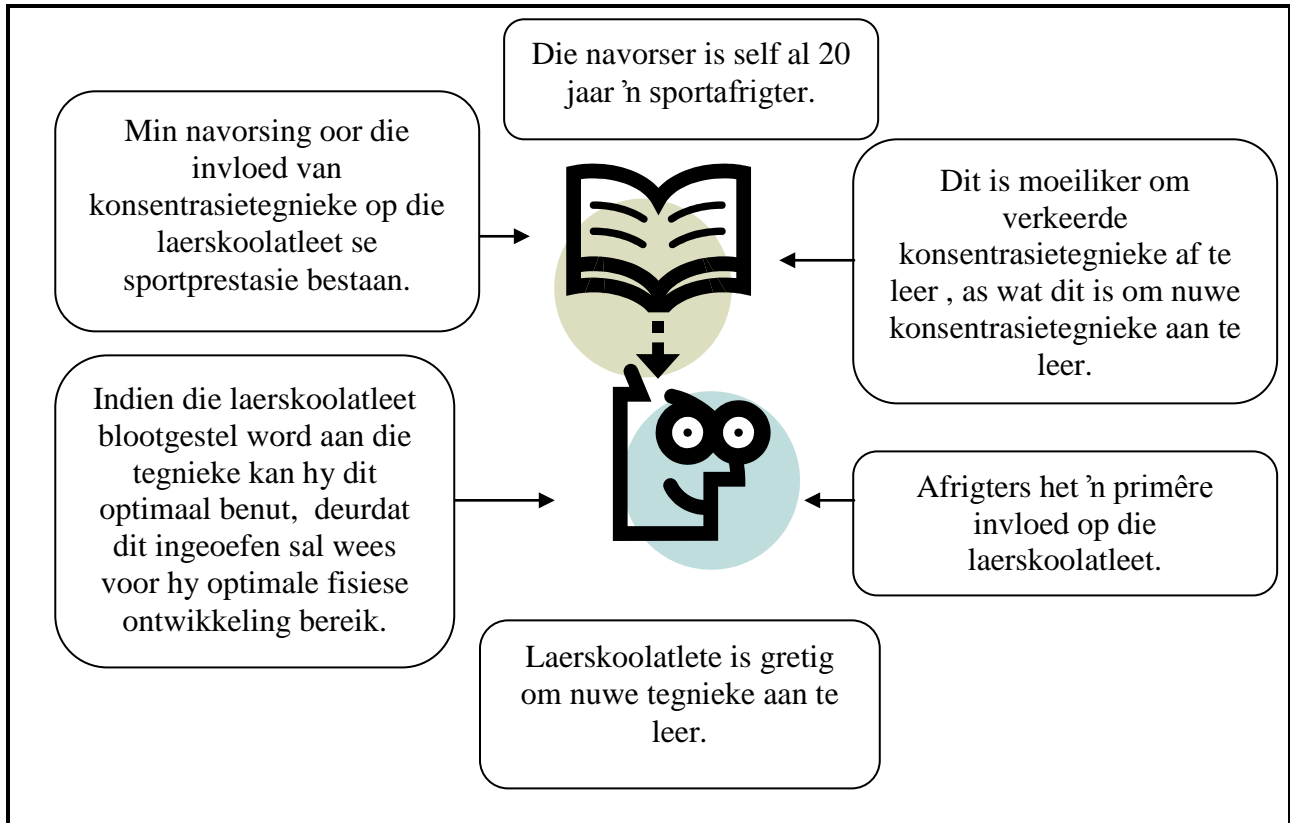 Die navorser is self al 20
jaar ’n sportafrigter.
Min navorsing oor die
invloed van
konsentrasietegnieke op die
laerskoolatleet se
sportprestasie bestaan.
Dit is moeiliker om
verkeerde
konsentrasietegnieke af te
leer , as wat dit is om nuwe
konsentrasietegnieke aan te
leer.
Indien die laerskoolatleet
blootgestel word aan die
tegnieke kan hy dit
optimaal benut, deurdat
dit ingeoefen sal wees
voor hy optimale fisiese
ontwikkeling bereik.
Afrigters het ’n primêre
invloed op die
laerskoolatleet.
Laerskoolatlete is gretig
om nuwe tegnieke aan te
leer.